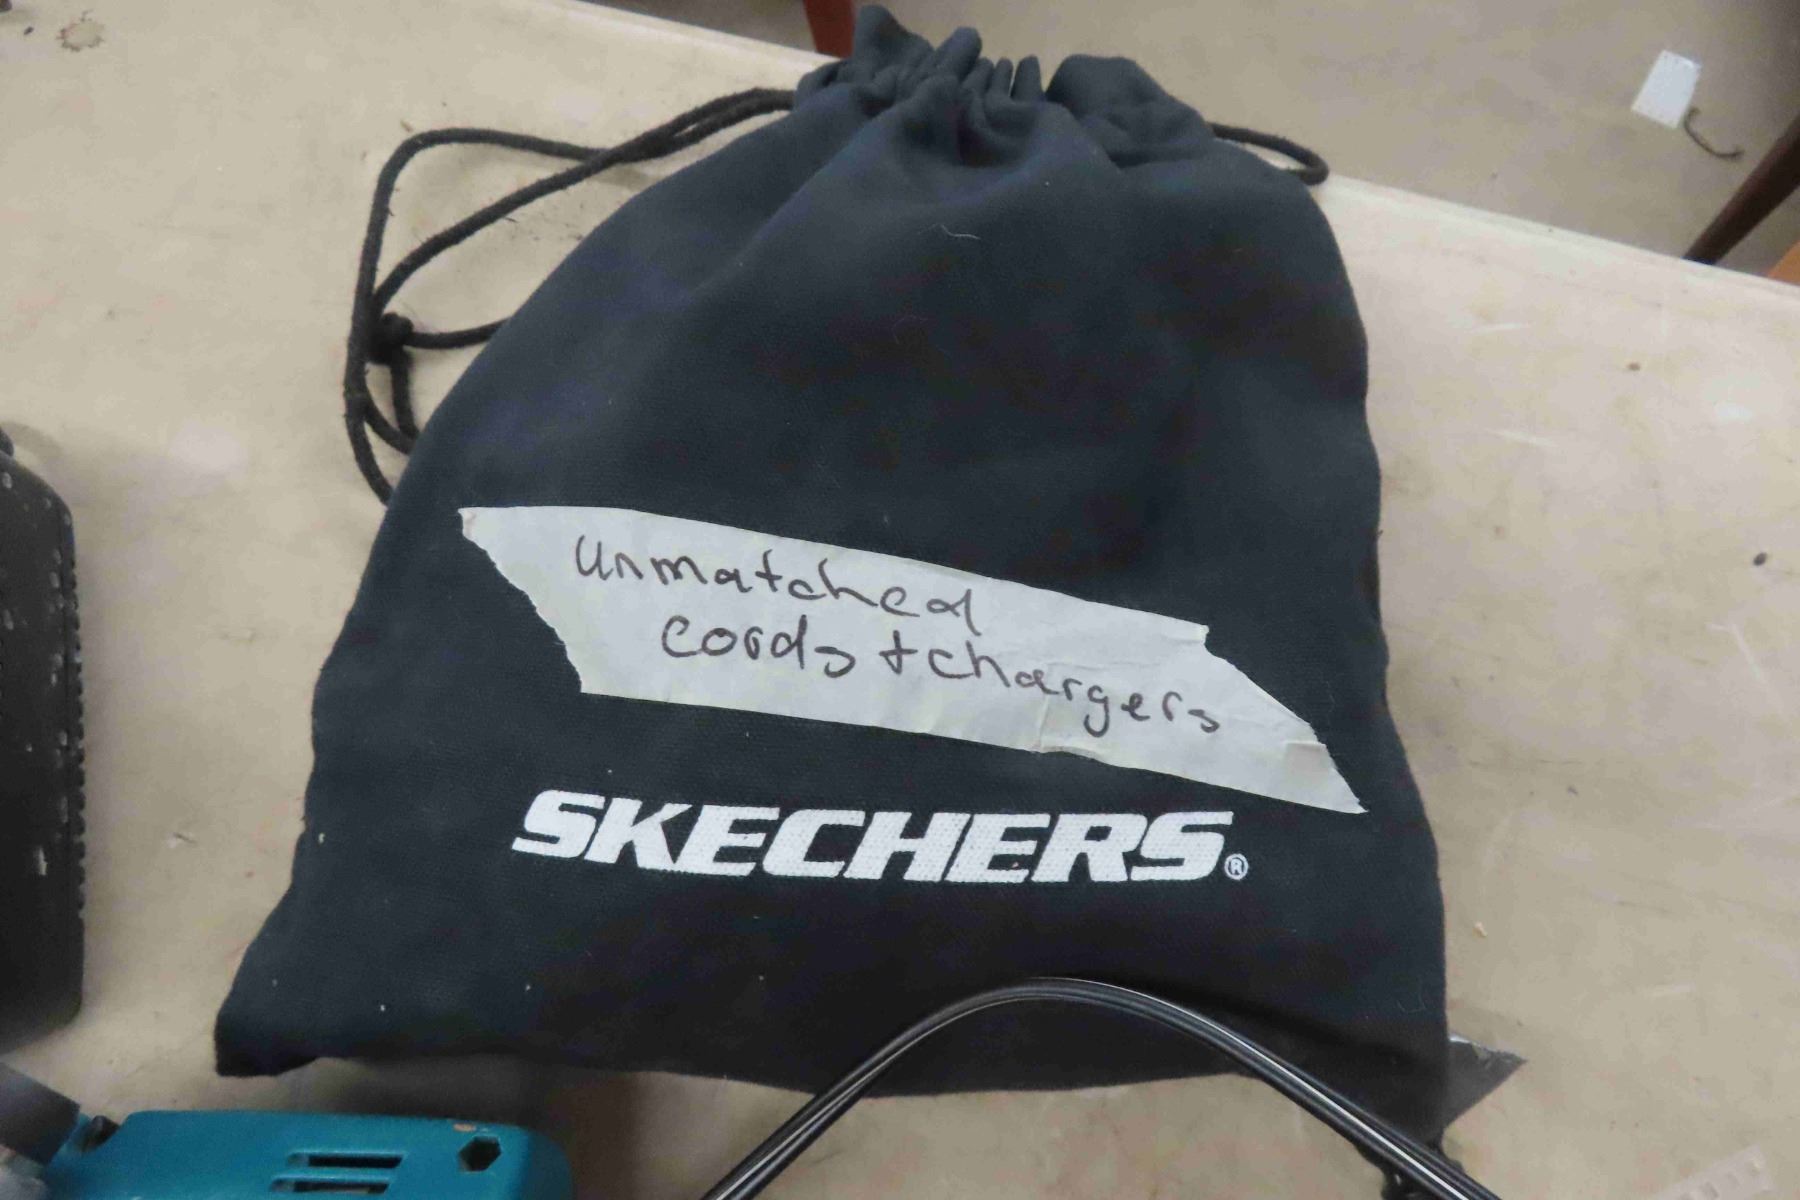 unmatched
cords + chargers
SKECHERS®